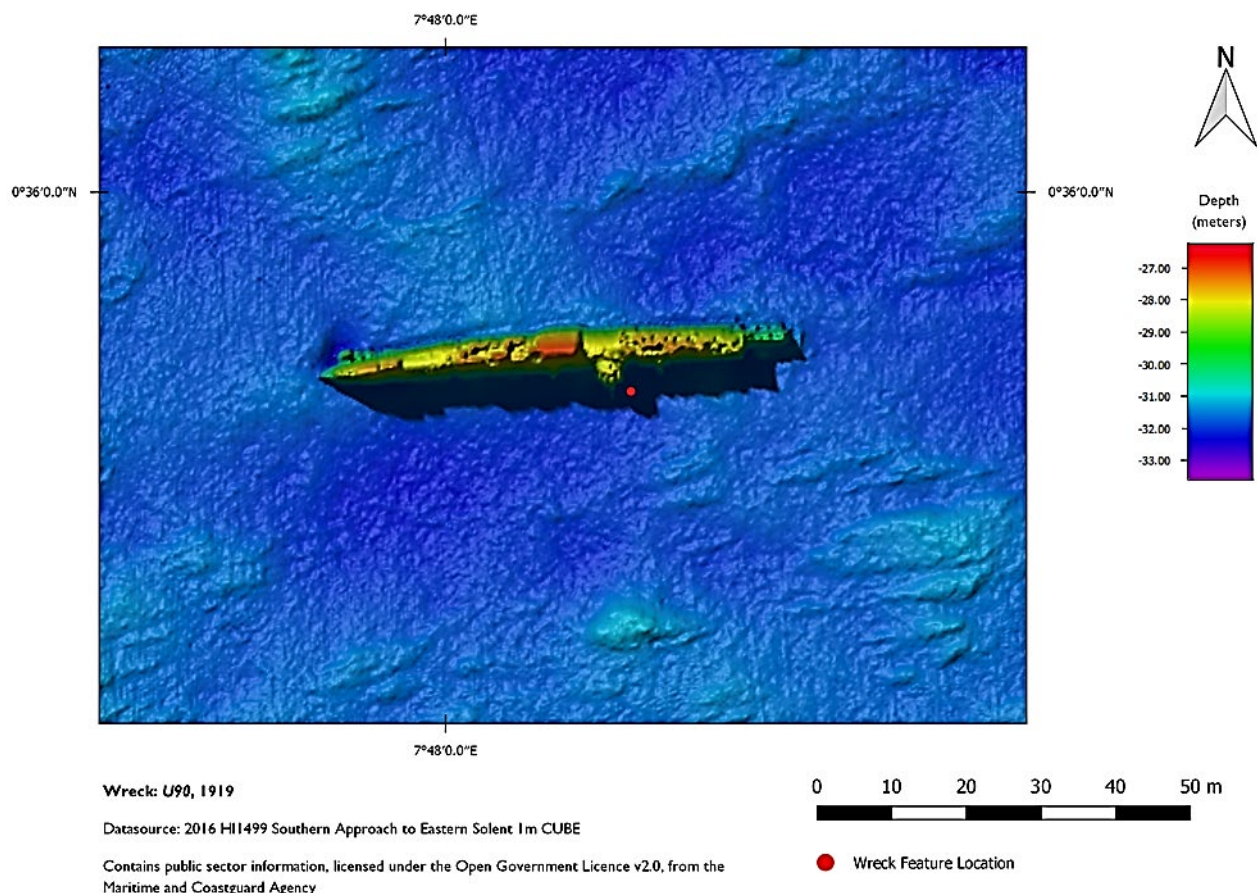 7°48'0.0"E
N
0°36'0.0"N
0°36'0.0"N
Depth
(meters)
-27.00
-28.00
-29.00
-30.00
-31.00
-32.00
-33.00
7°48'0.0"E
Wreck: U90, 1919
0 10 20 30 40 50 m
Datasource: 2016 HI1499 Southern Approach to Eastern Solent 1m CUBE
Wreck Feature Location
Contains public sector information, licensed under the Open Government Licence v2.0, from the
Maritime and Coastguard Agency